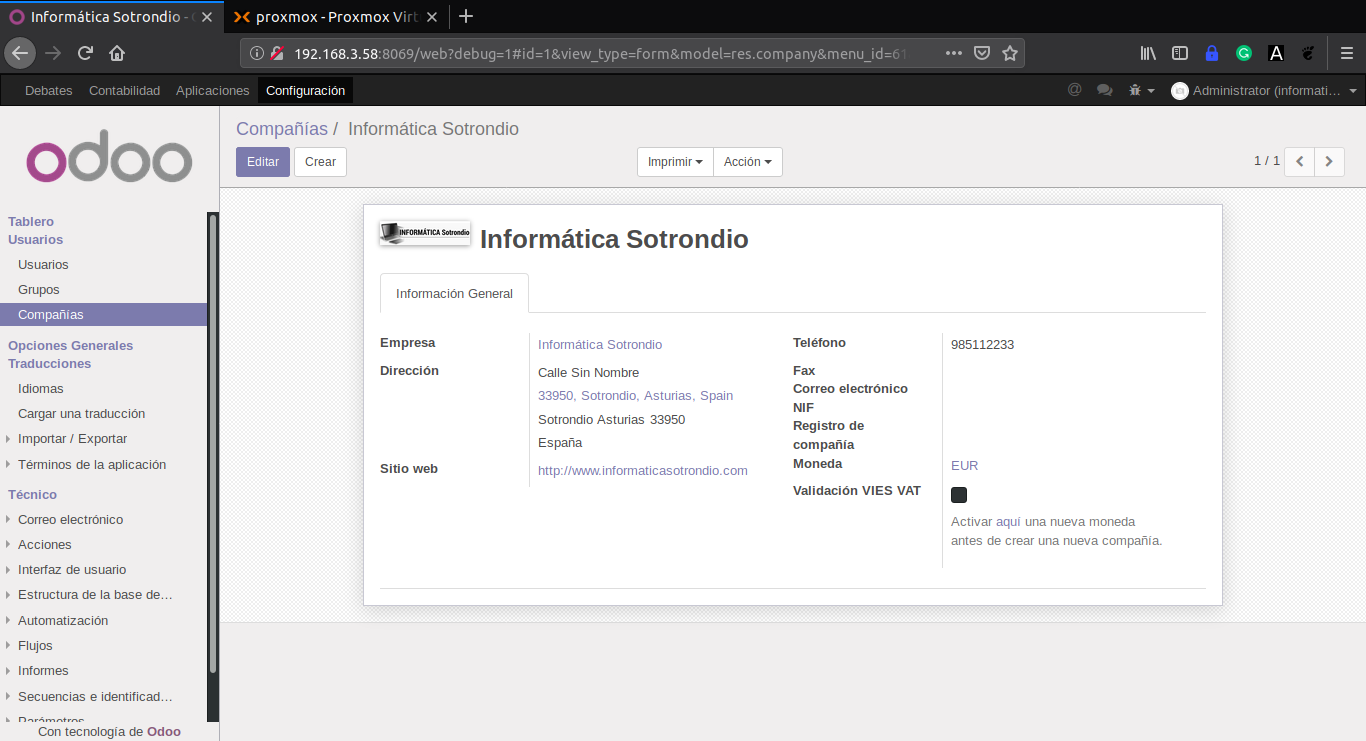 Informática Sotrondio - O
proxmox - Proxmox Virt
192.168.3.58:8069/web?debug=1#id=1&view_type=form&model=res.company&menu_id=61
Debates Contabilidad Aplicaciones Configuración
Administrator (informati…
odoo
Compañías / Informática Sotrondio
Editar Crear
Imprimir Acción
1 / 1
Tablero
Usuarios
Usuarios
Grupos
Compañías
Opciones Generales
Traducciones
Idiomas
Cargar una traducción
Importar / Exportar
Términos de la aplicación
Técnico
Correo electrónico
Acciones
Interfaz de usuario
Estructura de la base de…
Automatización
Flujos
Informes
Secuencias e identificad…
Parámetros
Con tecnología de Odoo
INFORMÁTICA Sotrondio
Informática Sotrondio
Información General
Empresa Informática Sotrondio
Dirección Calle Sin Nombre
33950, Sotrondio, Asturias, Spain
Sotrondio Asturias 33950
España
Sitio web http://www.informaticasotrondio.com
Teléfono 985112233
Fax
Correo electrónico
NIF
Registro de
compañía
Moneda EUR
Validación VIES VAT
Activar aquí una nueva moneda
antes de crear una nueva compañía.